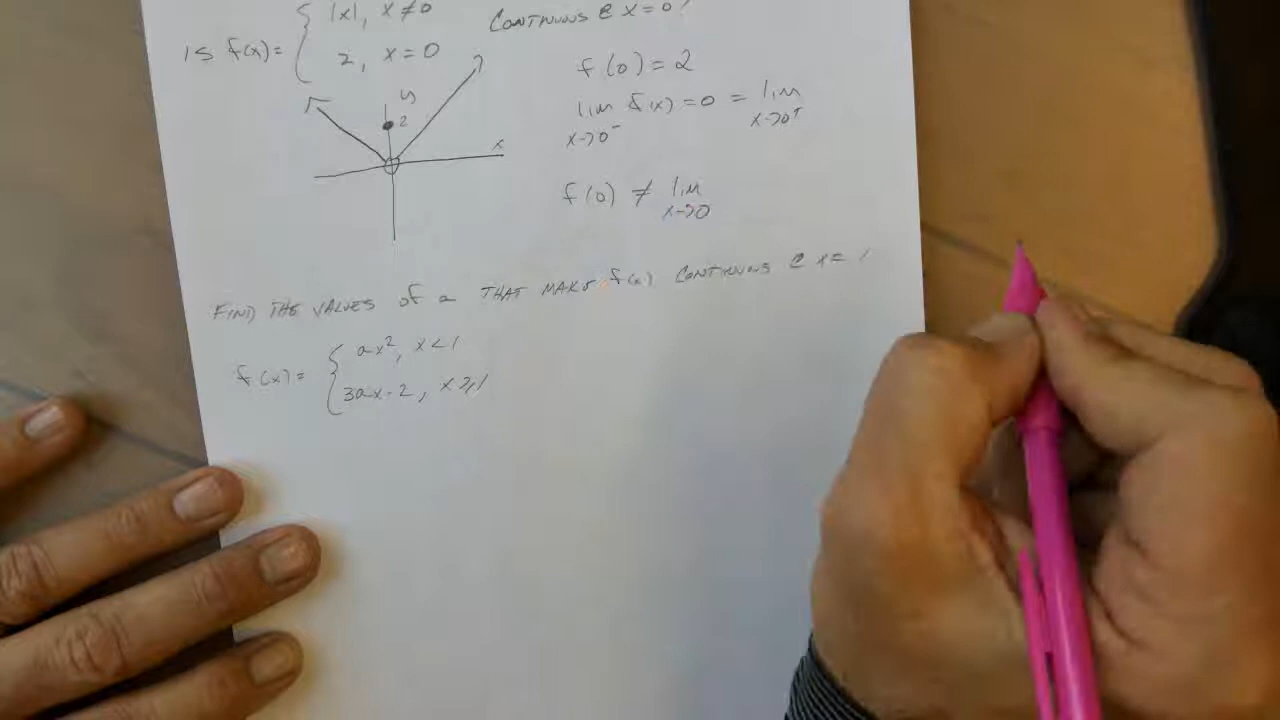 |x|, x≠0
CONTINUOUS @ x=0?
IS f(x)= {
2, x=0
f(0)=2
y
2
x
lim f(x)=0 = lim
x→0⁻ x→0⁺
f(0) ≠ lim
x→0
FIND THE VALUES of a THAT MAKE f(x) CONTINUOUS @ x=1
ax², x<1
f(x)= {
3ax-2, x≥1